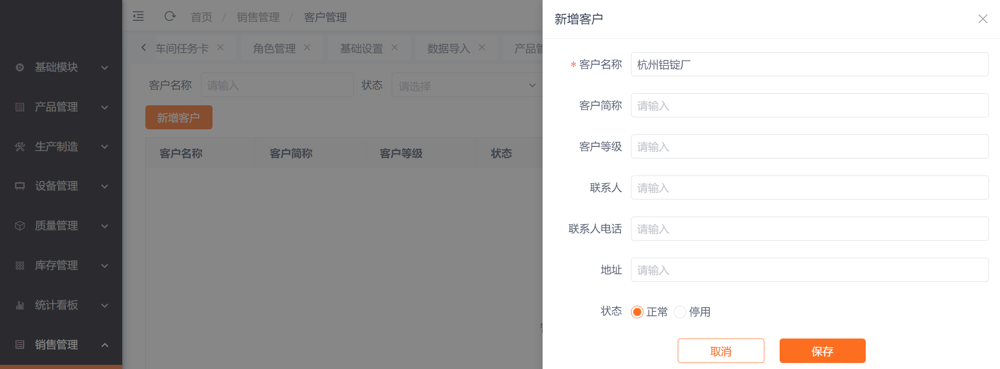 首页 / 销售管理 / 客户管理
车间任务卡 角色管理 基础设置 数据导入 产品管
基础模块
产品管理
生产制造
设备管理
质量管理
库存管理
统计看板
销售管理
客户名称 请输入 状态 请选择
新增客户
客户名称 客户简称 客户等级 状态
新增客户
* 客户名称 杭州铝锭厂
客户简称 请输入
客户等级 请输入
联系人 请输入
联系人电话 请输入
地址 请输入
状态 正常 停用
取消 保存